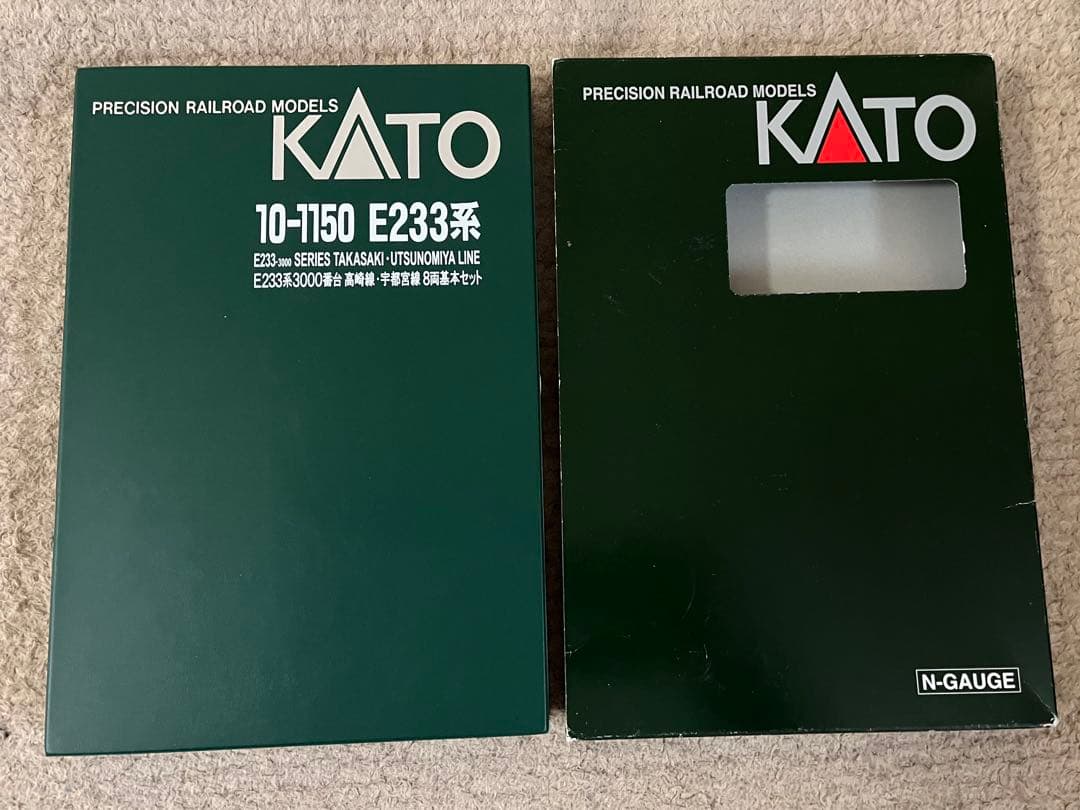 PRECISION RAILROAD MODELS
KATO
10-1150 E233系
E233-3000 SERIES TAKASAKI・UTSUNOMIYA LINE
E233系3000番台 高崎線・宇都宮線 8両基本セット
PRECISION RAILROAD MODELS
KATO
N-GAUGE